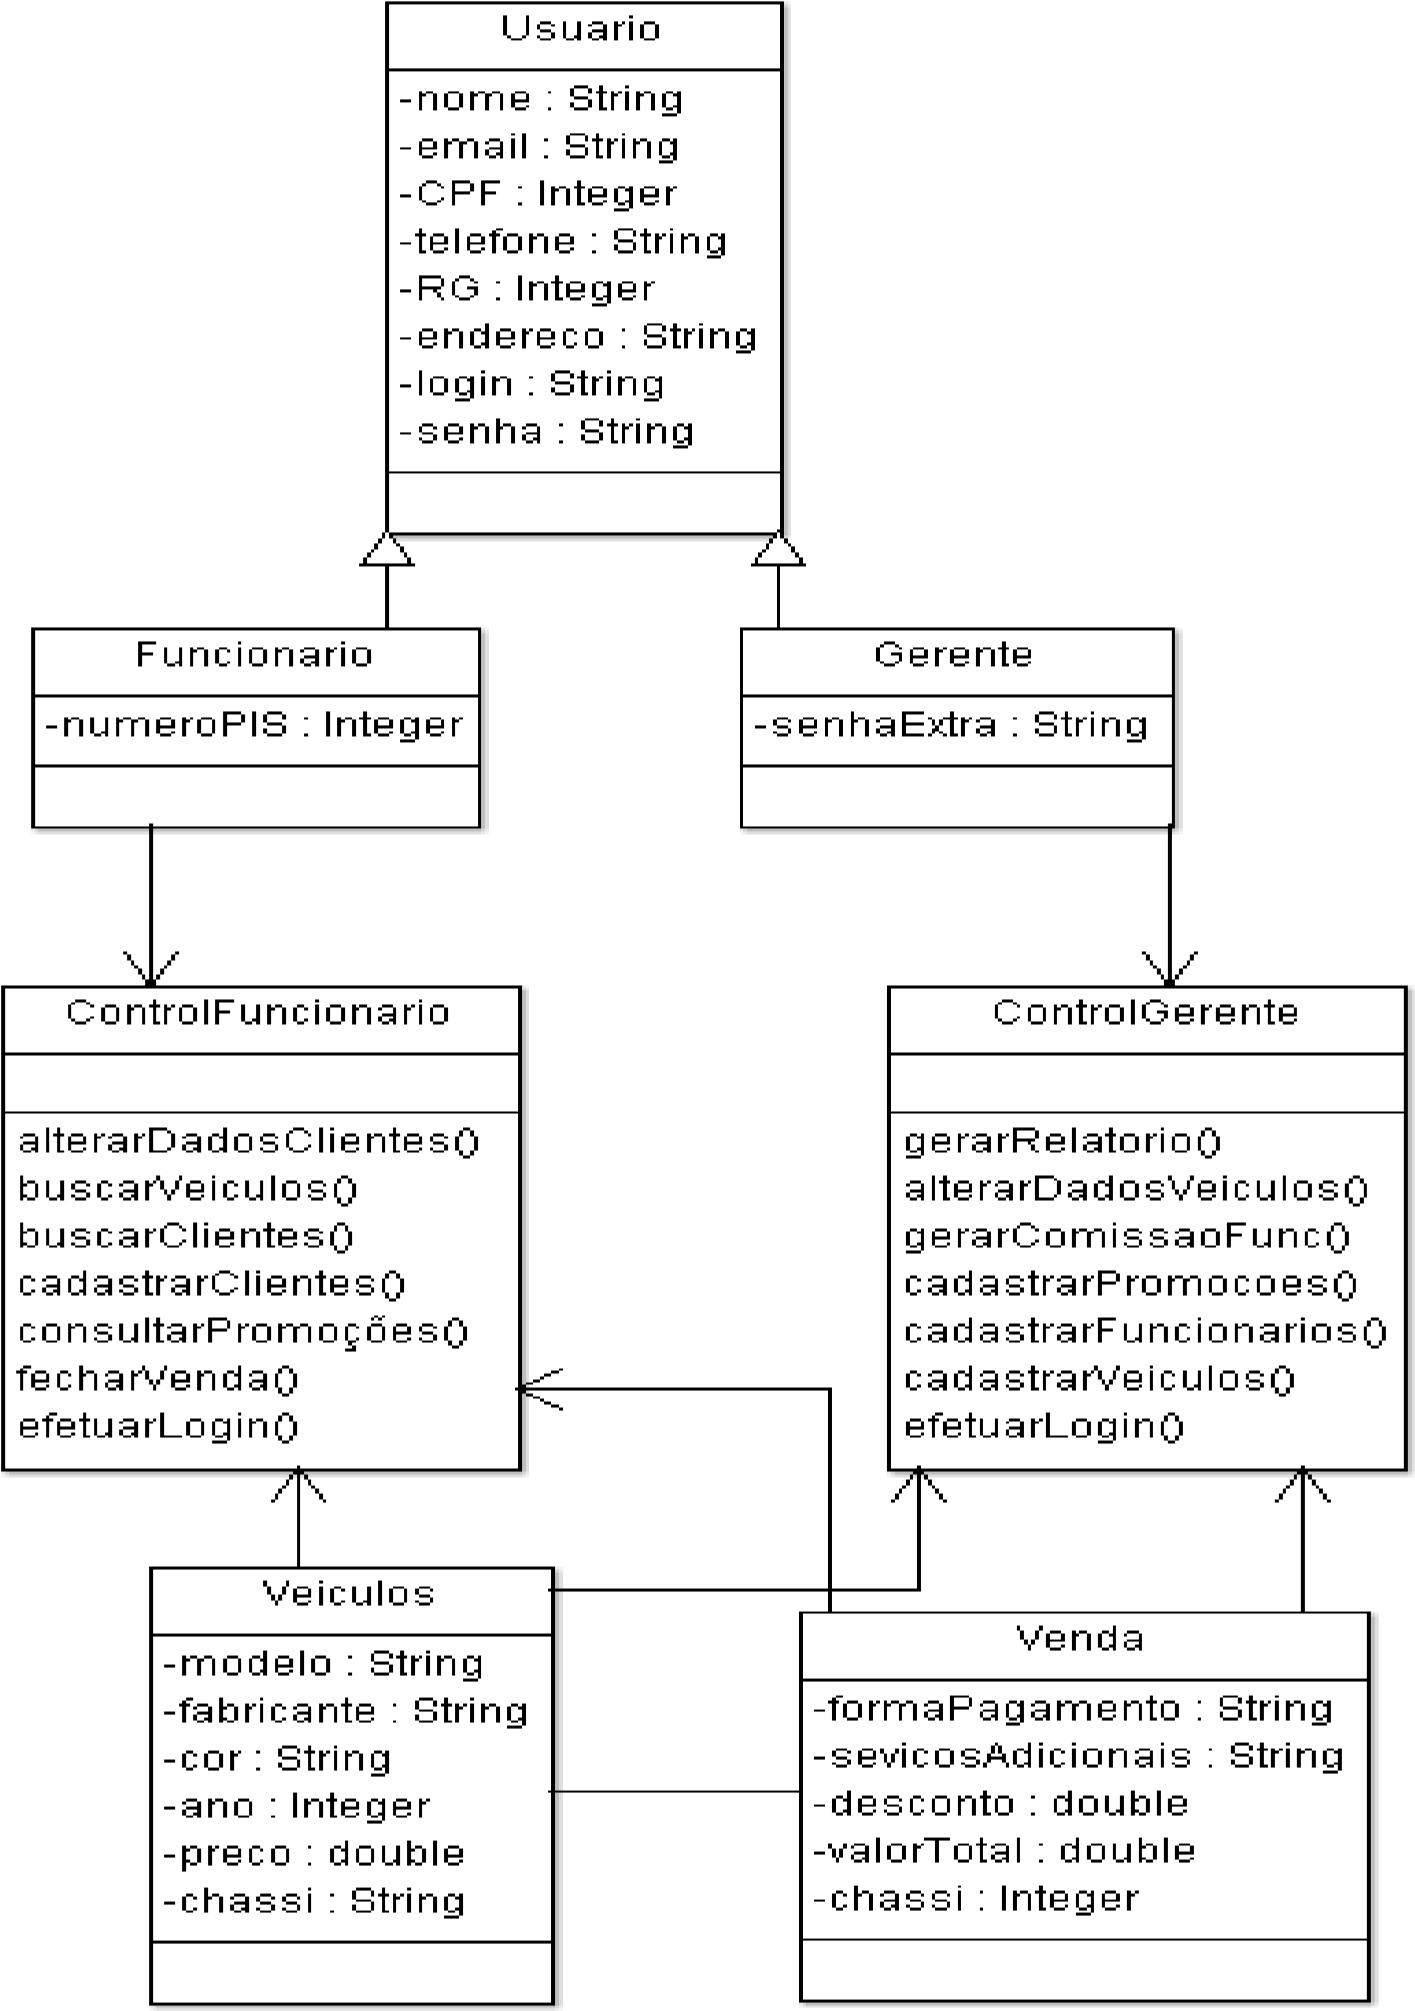 Usuario
-nome : String
-email : String
-CPF : Integer
-telefone : String
-RG : Integer
-endereco : String
-login : String
-senha : String
Funcionario
-numeroPIS : Integer
Gerente
-senhaExtra : String
ControlFuncionario
alterarDadosClientes()
buscarVeiculos()
buscarClientes()
cadastrarClientes()
consultarPromoções()
fecharVenda()
efetuarLogin()
ControlGerente
gerarRelatorio()
alterarDadosVeiculos()
gerarComissaoFunc()
cadastrarPromocoes()
cadastrarFuncionarios()
cadastrarVeiculos()
efetuarLogin()
Veiculos
-modelo : String
-fabricante : String
-cor : String
-ano : Integer
-preco : double
-chassi : String
Venda
-formaPagamento : String
-sevicosAdicionais : String
-desconto : double
-valorTotal : double
-chassi : Integer